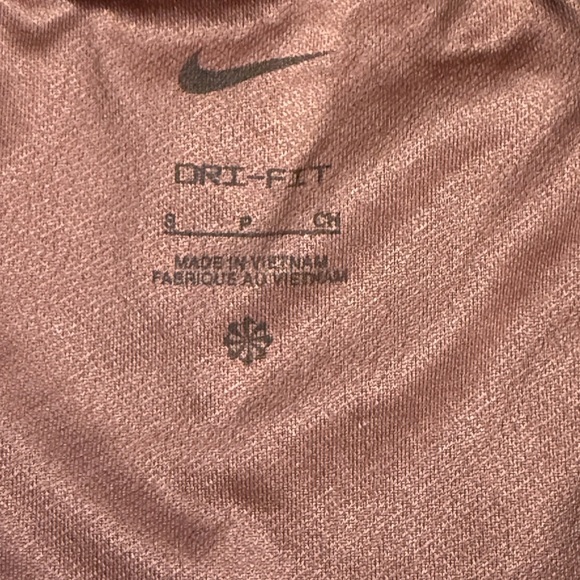 DRI-FIT
S P CH
MADE IN VIETNAM
FABRIQUE AU VIETNAM